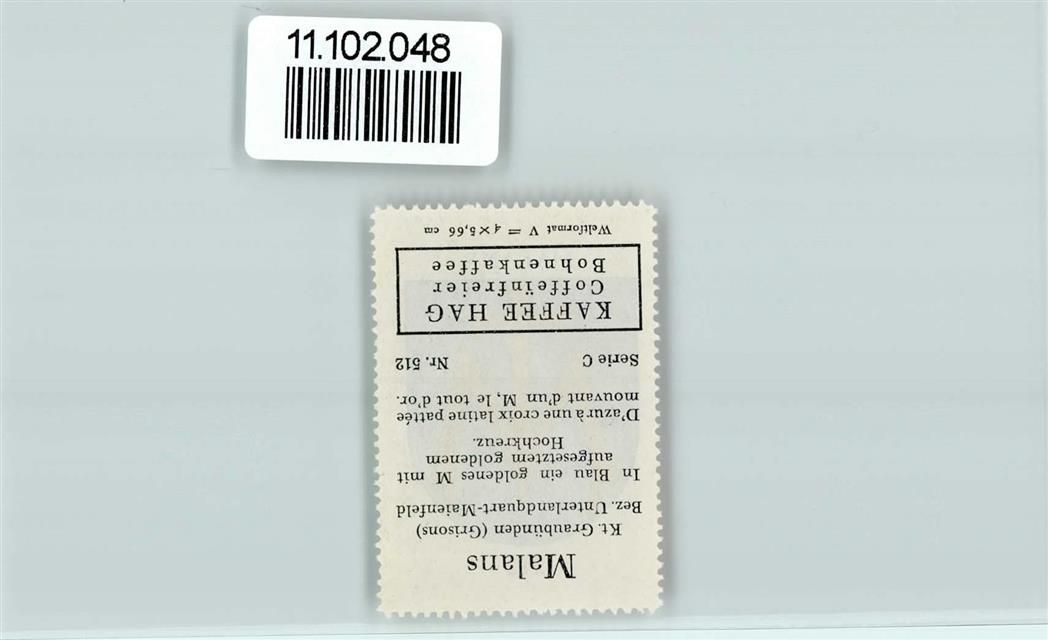 11.102.048
Malans
Kt. Graubünden (Grisons)
Bez. Unterlandquart-Maienfeld
In Blau ein goldenes M mit
aufgesetztem goldenem
Hochkreuz.
D'azur à une croix latine pattée
mouvant d'un M, le tout d'or.
Serie C Nr. 512
KAFFEE HAG
Coffeïnfreier
Bohnenkaffee
Weltformat V = 4 × 5,66 cm